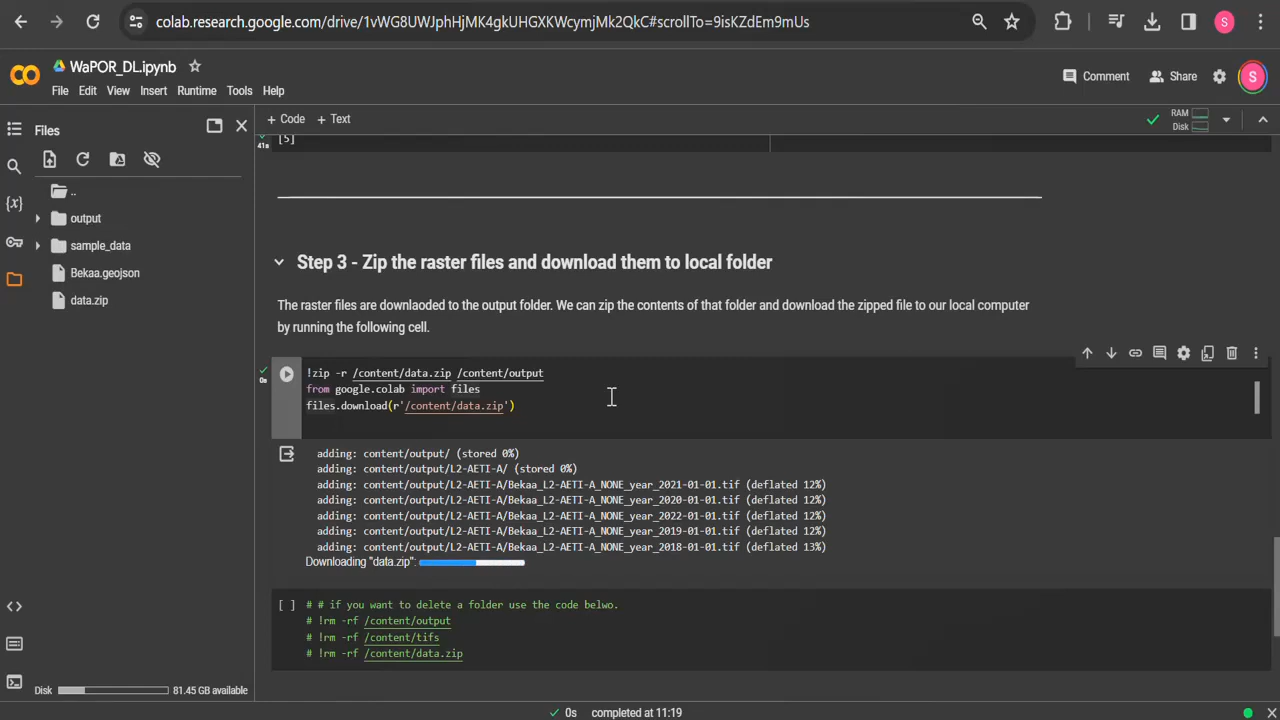 colab.research.google.com/drive/1vWG8UWJphHjMK4gkUHGXKWcymjMk2QkC#scrollTo=9isKZdEm9mUs
S
WaPOR_DL.ipynb
File Edit View Insert Runtime Tools Help
Comment
Share
S
Files
+ Code + Text
RAM
Disk
41s
[5]
..
output
sample_data
Bekaa.geojson
data.zip
{x}
Step 3 - Zip the raster files and download them to local folder
The raster files are downlaoded to the output folder. We can zip the contents of that folder and download the zipped file to our local computer
by running the following cell.
0s
!zip -r /content/data.zip /content/output
from google.colab import files
files.download(r'/content/data.zip')
adding: content/output/ (stored 0%)
adding: content/output/L2-AETI-A/ (stored 0%)
adding: content/output/L2-AETI-A/Bekaa_L2-AETI-A_NONE_year_2021-01-01.tif (deflated 12%)
adding: content/output/L2-AETI-A/Bekaa_L2-AETI-A_NONE_year_2020-01-01.tif (deflated 12%)
adding: content/output/L2-AETI-A/Bekaa_L2-AETI-A_NONE_year_2022-01-01.tif (deflated 12%)
adding: content/output/L2-AETI-A/Bekaa_L2-AETI-A_NONE_year_2019-01-01.tif (deflated 12%)
adding: content/output/L2-AETI-A/Bekaa_L2-AETI-A_NONE_year_2018-01-01.tif (deflated 13%)
Downloading "data.zip":
[ ] # # if you want to delete a folder use the code belwo.
# !rm -rf /content/output
# !rm -rf /content/tifs
# !rm -rf /content/data.zip
Disk 81.45 GB available
0s completed at 11:19